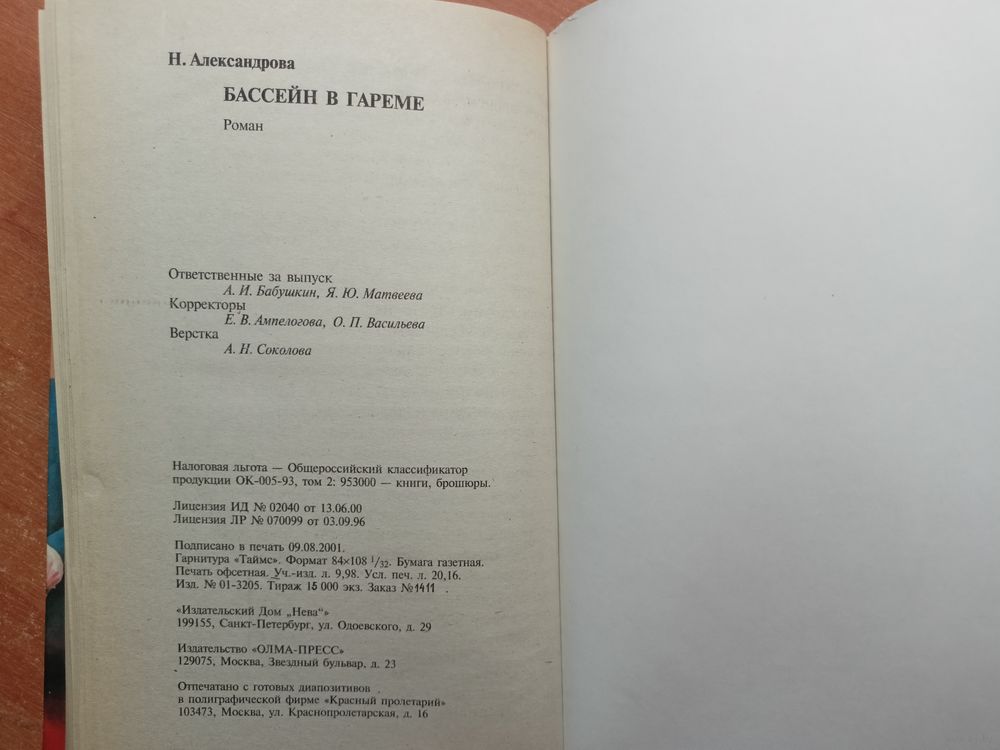 Н. Александрова
БАССЕЙН В ГАРЕМЕ
Роман
Ответственные за выпуск
А. И. Бабушкин, Я. Ю. Матвеева
Корректоры
Е. В. Ампелогова, О. П. Васильева
Верстка
А. Н. Соколова
Налоговая льгота — Общероссийский классификатор
продукции ОК-005-93, том 2: 953000 — книги, брошюры.
Лицензия ИД № 02040 от 13.06.00
Лицензия ЛР № 070099 от 03.09.96
Подписано в печать 09.08.2001.
Гарнитура «Таймс». Формат 84×108 1/32. Бумага газетная.
Печать офсетная. Уч.-изд. л. 9,98. Усл. печ. л. 20,16.
Изд. № 01-3205. Тираж 15 000 экз. Заказ №1411 .
«Издательский Дом „Нева“»
199155, Санкт-Петербург, ул. Одоевского, д. 29
Издательство «ОЛМА-ПРЕСС»
129075, Москва, Звездный бульвар, д. 23
Отпечатано с готовых диапозитивов
в полиграфической фирме «Красный пролетарий»
103473, Москва, ул. Краснопролетарская, д. 16